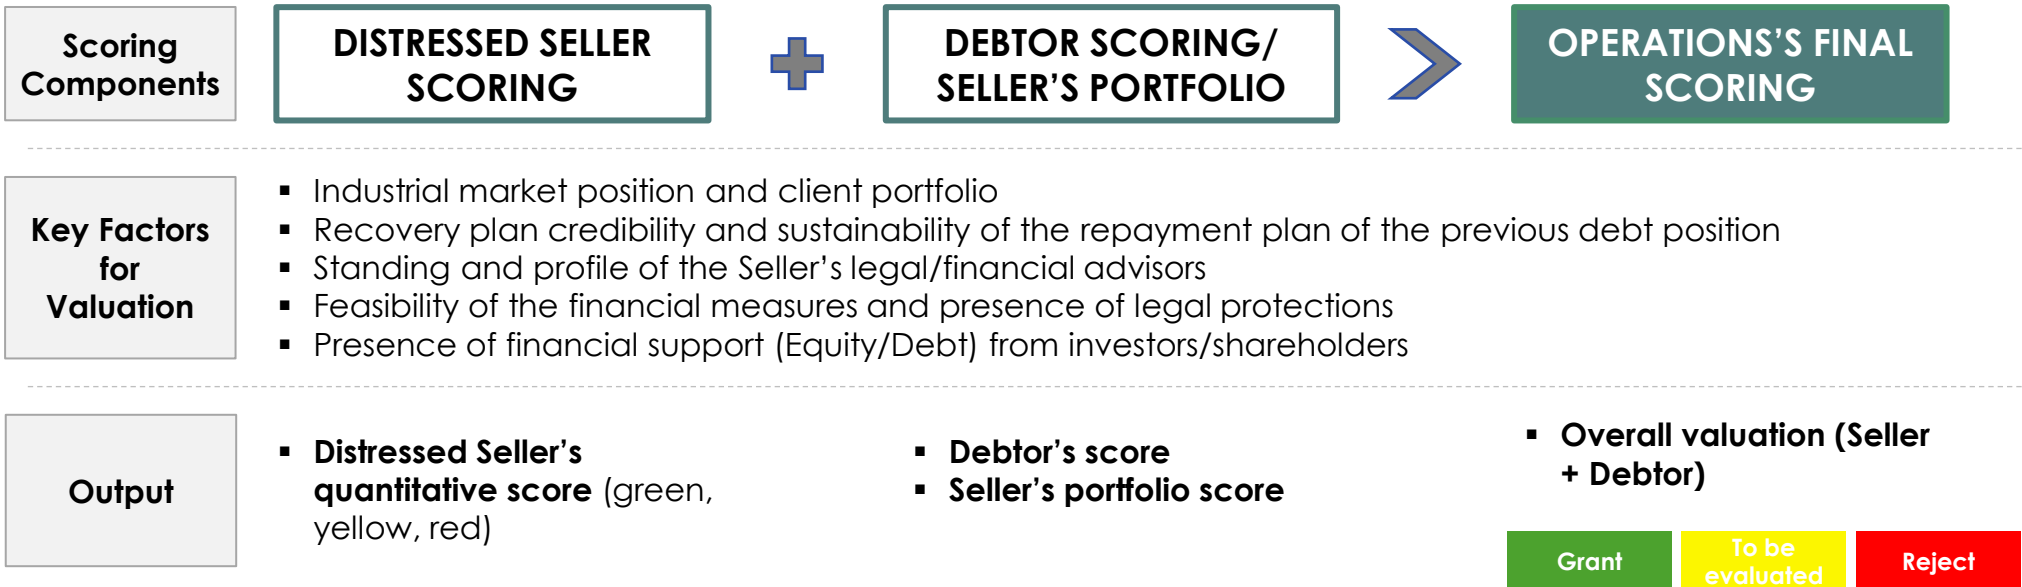 Scoring
Components
DISTRESSED SELLER
SCORING
DEBTOR SCORING/
SELLER’S PORTFOLIO
OPERATIONS’S FINAL
SCORING
Key Factors
for
Valuation
▪ Industrial market position and client portfolio
▪ Recovery plan credibility and sustainability of the repayment plan of the previous debt position
▪ Standing and profile of the Seller’s legal/financial advisors
▪ Feasibility of the financial measures and presence of legal protections
▪ Presence of financial support (Equity/Debt) from investors/shareholders
Output
▪ Distressed Seller’s
quantitative score (green,
yellow, red)
▪ Debtor’s score
▪ Seller’s portfolio score
▪ Overall valuation (Seller
+ Debtor)
Grant
To be
evaluated
Reject